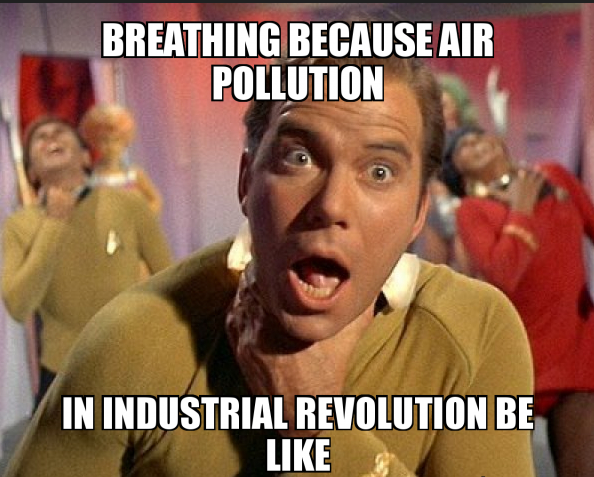 BREATHING BECAUSE AIR
POLLUTION
IN INDUSTRIAL REVOLUTION BE
LIKE